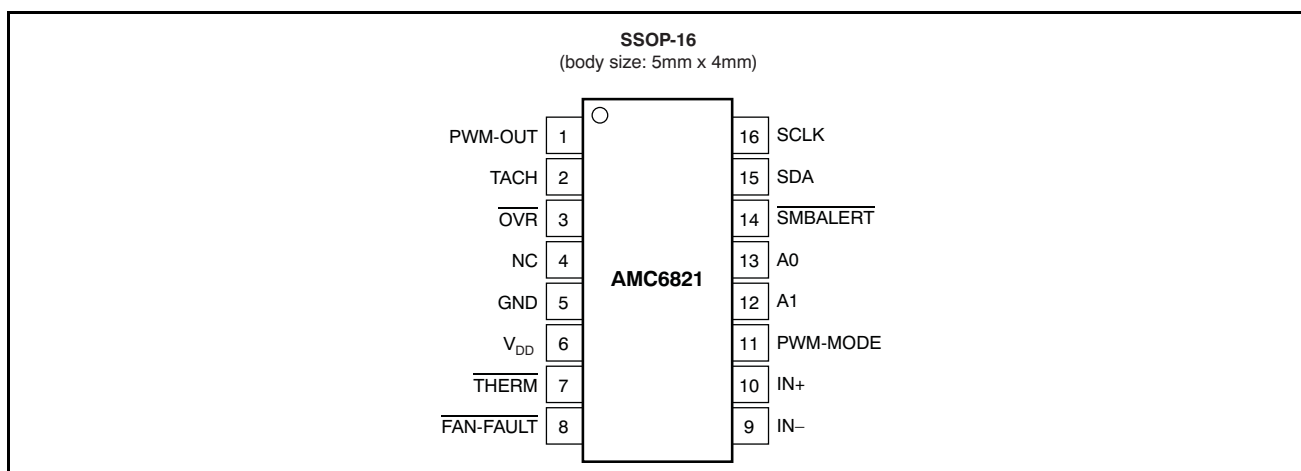 SSOP-16
(body size: 5mm x 4mm)
PWM-OUT 1 16 SCLK
TACH 2 15 SDA
OVR 3 14 SMBALERT
NC 4 13 A0
AMC6821
GND 5 12 A1
VDD 6 11 PWM-MODE
THERM 7 10 IN+
FAN-FAULT 8 9 IN–